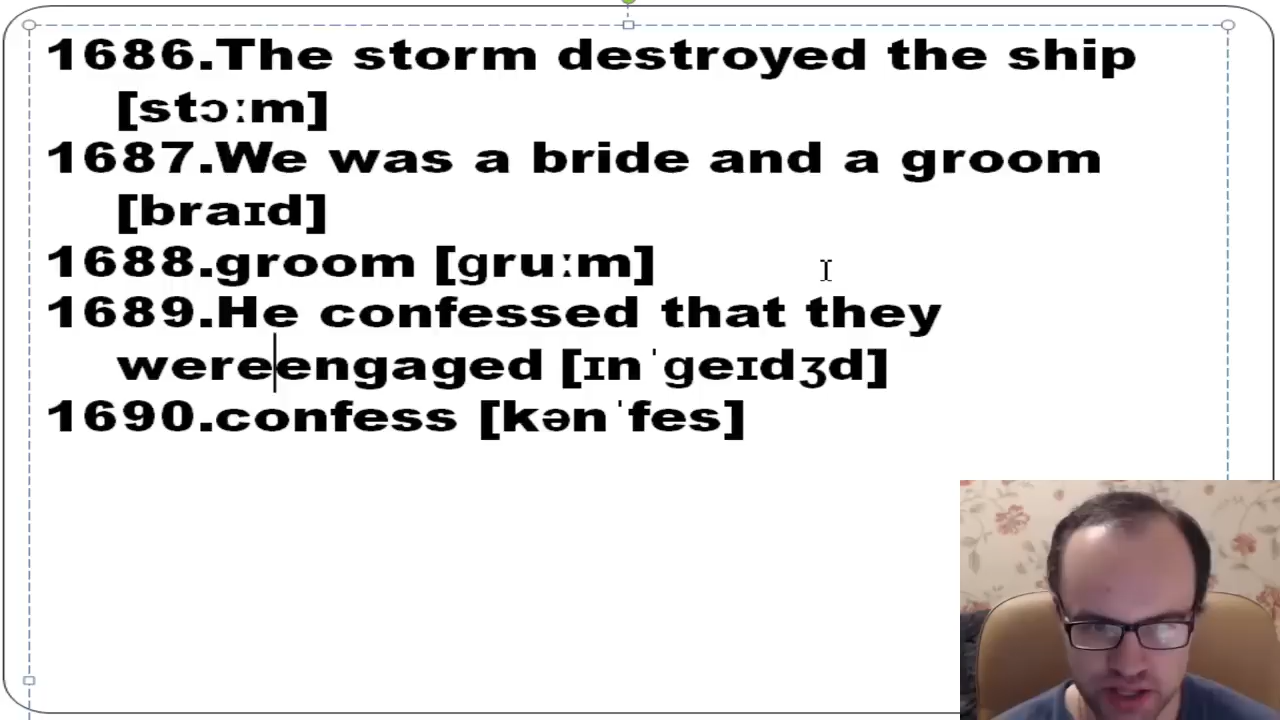 1686.The storm destroyed the ship
[stɔːm]
1687.We was a bride and a groom
[braɪd]
1688.groom [gruːm]
1689.He confessed that they
wereengaged [ɪnˈgeɪdʒd]
1690.confess [kənˈfes]